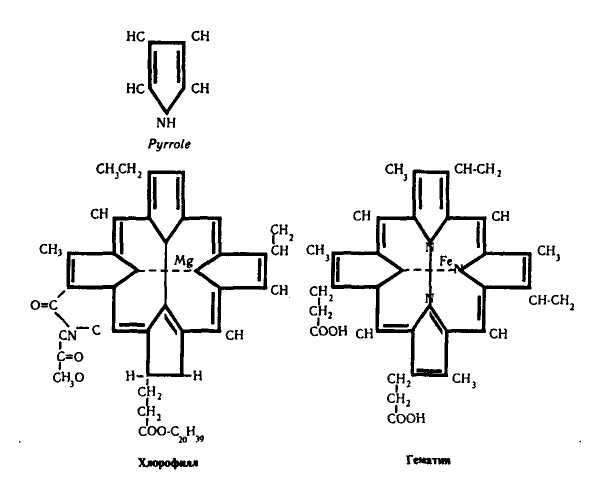 HC CH
HC CH
NH
Pyrrole
CH3CH2
CH
CH2
CH
CH3
Mg
CH
O=C
CN C
C=O
CH3O
CH
H H
CH2
CH2
COO-C20H39
Хлорофилл
CH3 CH-CH2
CH CH
N
CH3 CH3
Fe
N
CH2
CH2
COOH
N
CH-CH2
CH CH
CH2 CH3
CH2
COOH
Гематин